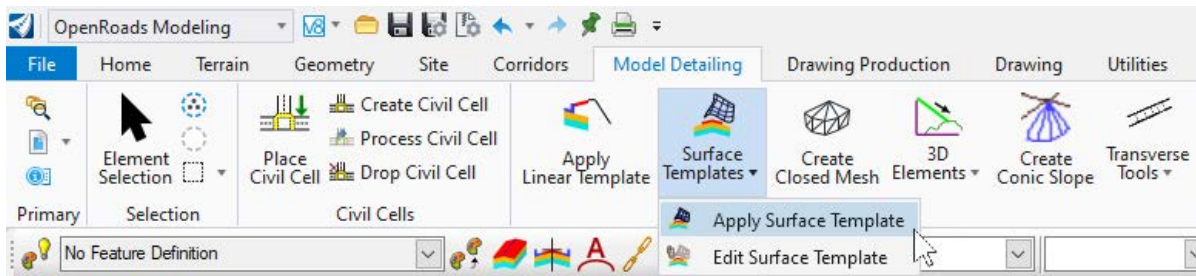 OpenRoads Modeling V8
File Home Terrain Geometry Site Corridors Model Detailing Drawing Production Drawing Utilities
Element
Selection
Place
Civil Cell
Create Civil Cell
Process Civil Cell
Drop Civil Cell
Apply
Linear Template
Surface
Templates
Create
Closed Mesh
3D
Elements
Create
Conic Slope
Transverse
Tools
Primary Selection Civil Cells
Apply Surface Template
No Feature Definition
Edit Surface Template